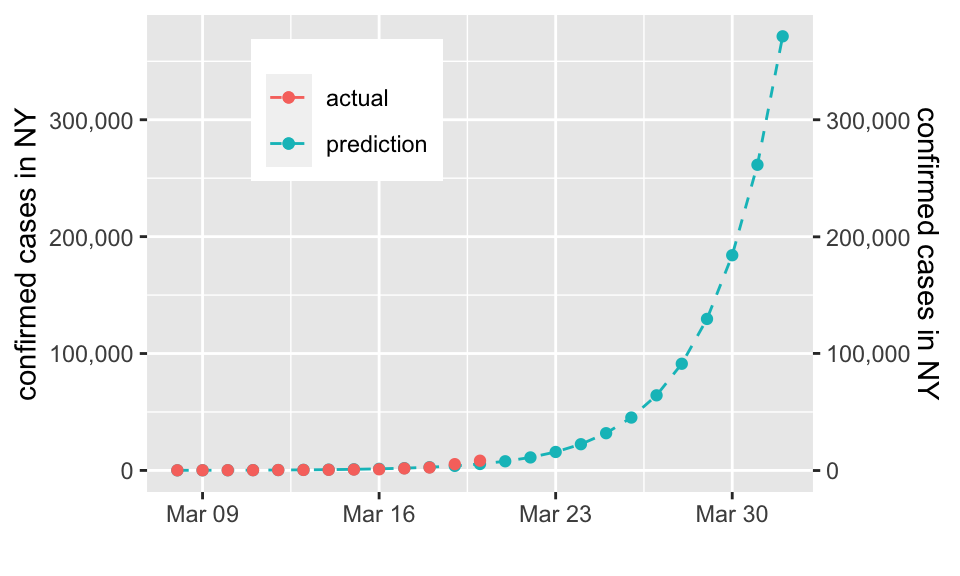 actual
prediction
confirmed cases in NY
300,000
200,000
100,000
0
300,000
200,000
100,000
0
confirmed cases in NY
Mar 09
Mar 16
Mar 23
Mar 30